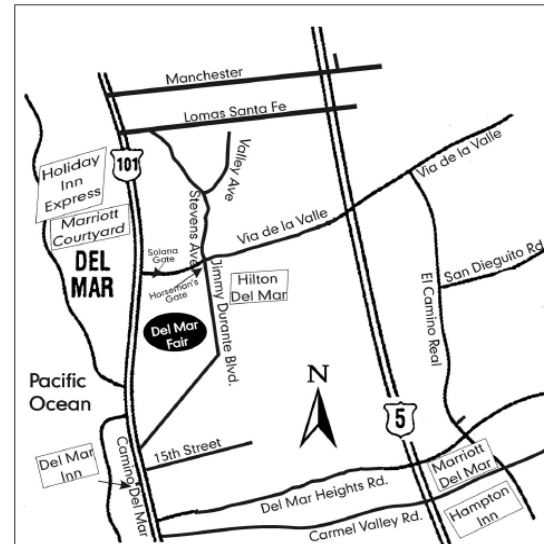 Manchester
Lomas Santa Fe
101
Holiday
Inn
Express
Valley Ave
Via de la Valle
Marriott
Courtyard
Stevens Ave
Via de la Valle
DEL
MAR
Solana
Gate
Horseman's
Gate
Hilton
Del Mar
San Dieguito Rd
Jimmy Durante Blvd.
El Camino Real
Del Mar
Fair
Pacific
Ocean
N
5
15th Street
Camino Del Mar
Del Mar
Inn
Marriott
Del Mar
Del Mar Heights Rd.
Hampton
Inn
Carmel Valley Rd.